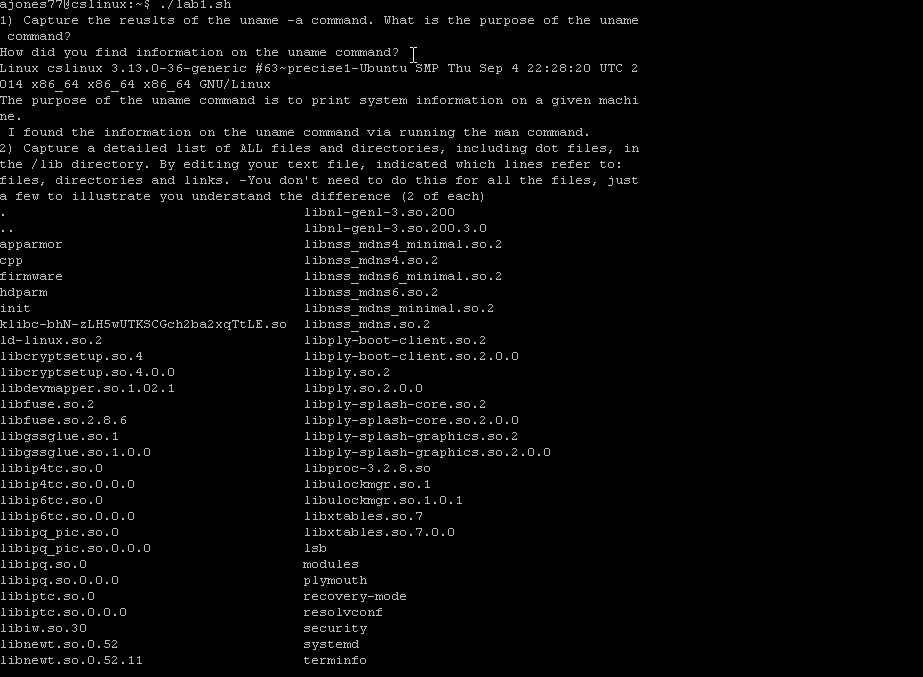 ajones77@cslinux:~$ ./lab1.sh
1) Capture the reuslts of the uname -a command. What is the purpose of the uname
command?
How did you find information on the uname command?
Linux cslinux 3.13.0-36-generic #63~precise1-Ubuntu SMP Thu Sep 4 22:28:20 UTC 2
014 x86_64 x86_64 x86_64 GNU/Linux
The purpose of the uname command is to print system information on a given machi
ne.
I found the information on the uname command via running the man command.
2) Capture a detailed list of ALL files and directories, including dot files, in
the /lib directory. By editing your text file, indicated which lines refer to:
files, directories and links. -You don't need to do this for all the files, just
a few to illustrate you understand the difference (2 of each)
. libnl-genl-3.so.200
.. libnl-genl-3.so.200.3.0
apparmor libnss_mdns4_minimal.so.2
cpp libnss_mdns4.so.2
firmware libnss_mdns6_minimal.so.2
hdparm libnss_mdns6.so.2
init libnss_mdns_minimal.so.2
klibc-bhN-zLH5wUTKSCGch2ba2xqTtLE.so libnss_mdns.so.2
ld-linux.so.2 libply-boot-client.so.2
libcryptsetup.so.4 libply-boot-client.so.2.0.0
libcryptsetup.so.4.0.0 libply.so.2
libdevmapper.so.1.02.1 libply.so.2.0.0
libfuse.so.2 libply-splash-core.so.2
libfuse.so.2.8.6 libply-splash-core.so.2.0.0
libgssglue.so.1 libply-splash-graphics.so.2
libgssglue.so.1.0.0 libply-splash-graphics.so.2.0.0
libip4tc.so.0 libproc-3.2.8.so
libip4tc.so.0.0.0 libulockmgr.so.1
libip6tc.so.0 libulockmgr.so.1.0.1
libip6tc.so.0.0.0 libxtables.so.7
libipq_pic.so.0 libxtables.so.7.0.0
libipq_pic.so.0.0.0 lsb
libipq.so.0 modules
libipq.so.0.0.0 plymouth
libiptc.so.0 recovery-mode
libiptc.so.0.0.0 resolvconf
libiw.so.30 security
libnewt.so.0.52 systemd
libnewt.so.0.52.11 terminfo